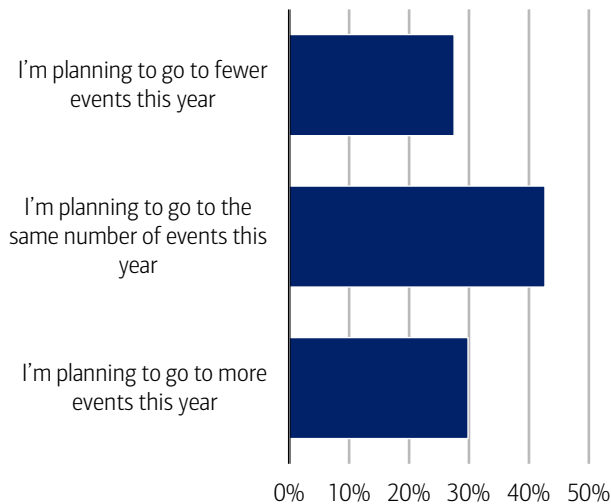 I’m planning to go to fewer
events this year
I’m planning to go to the
same number of events this
year
I’m planning to go to more
events this year
0% 10% 20% 30% 40% 50%